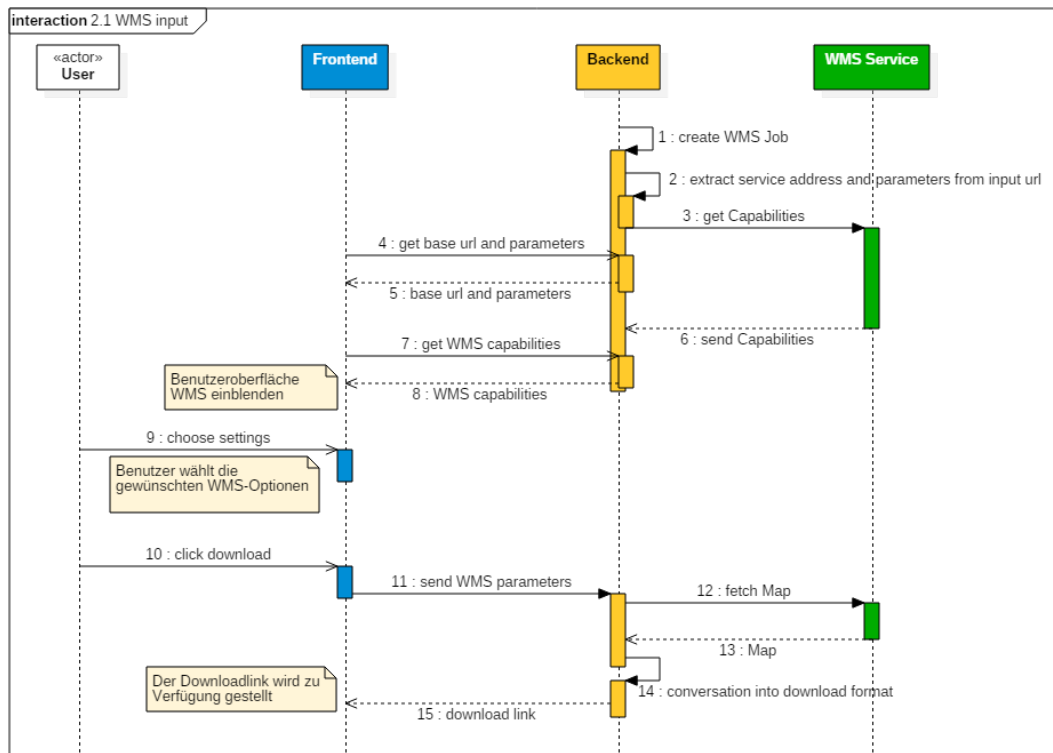 interaction 2.1 WMS input
«actor»
User
Frontend
Backend
WMS Service
1 : create WMS Job
2 : extract service address and parameters from input url
3 : get Capabilities
4 : get base url and parameters
5 : base url and parameters
6 : send Capabilities
7 : get WMS capabilities
Benutzeroberfläche
WMS einblenden
8 : WMS capabilities
9 : choose settings
Benutzer wählt die
gewünschten WMS-Optionen
10 : click download
11 : send WMS parameters
12 : fetch Map
13 : Map
Der Downloadlink wird zu
Verfügung gestellt
14 : conversation into download format
15 : download link